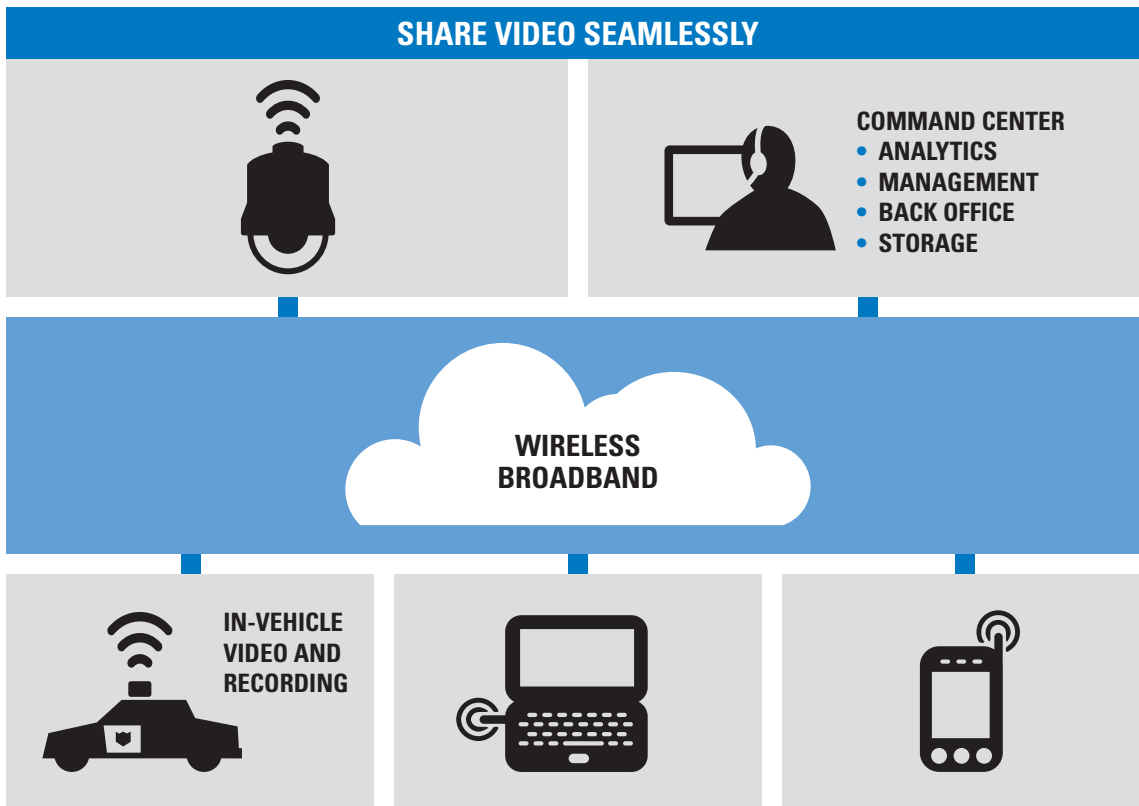 SHARE VIDEO SEAMLESSLY
COMMAND CENTER
• ANALYTICS
• MANAGEMENT
• BACK OFFICE
• STORAGE
WIRELESS
BROADBAND
IN-VEHICLE
VIDEO AND
RECORDING